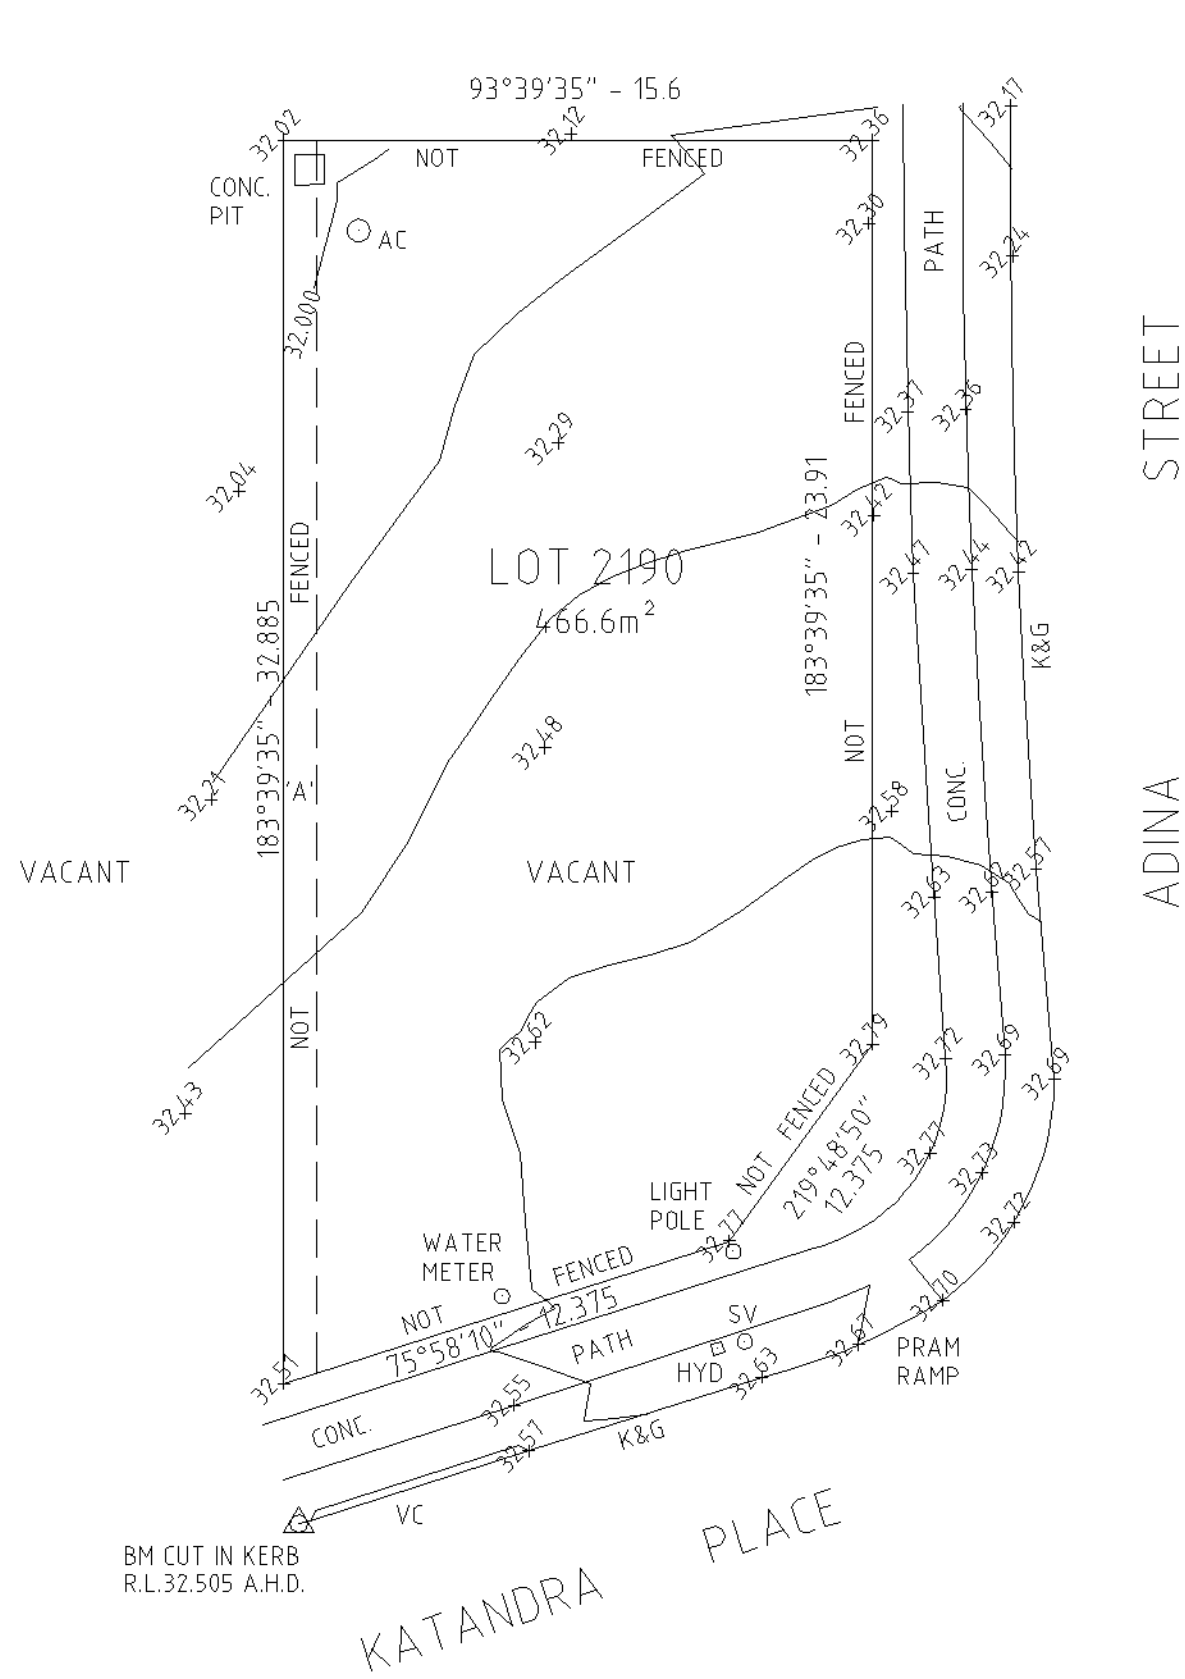 93°39'35" - 15.6
32.02
32.12
32.36
32.17
NOT
FENCED
CONC.
PIT
AC
32.30
PATH
32.24
32.000
STREET
FENCED
32.37
32.36
32.29
32.04
183°39'35" - 23.91
32.42
FENCED
LOT 2190
466.6m²
32.47
32.44
32.42
K&G
183°39'35" - 32.885
32.48
NOT
'A'
32.21
32.58
CONC.
ADINA
VACANT
VACANT
32.57
32.63
32.62
NOT
32.62
32.79
32.72
32.69
32.69
32.43
NOT FENCED
219°48'50"
12.375
32.77
32.73
LIGHT
POLE
32.77
32.72
WATER
METER
NOT
FENCED
75°58'10" - 12.375
32.70
SV
HYD
PATH
32.67
PRAM
RAMP
32.51
32.63
32.55
CONC.
K&G
32.57
VC
BM CUT IN KERB
R.L.32.505 A.H.D.
KATANDRA PLACE